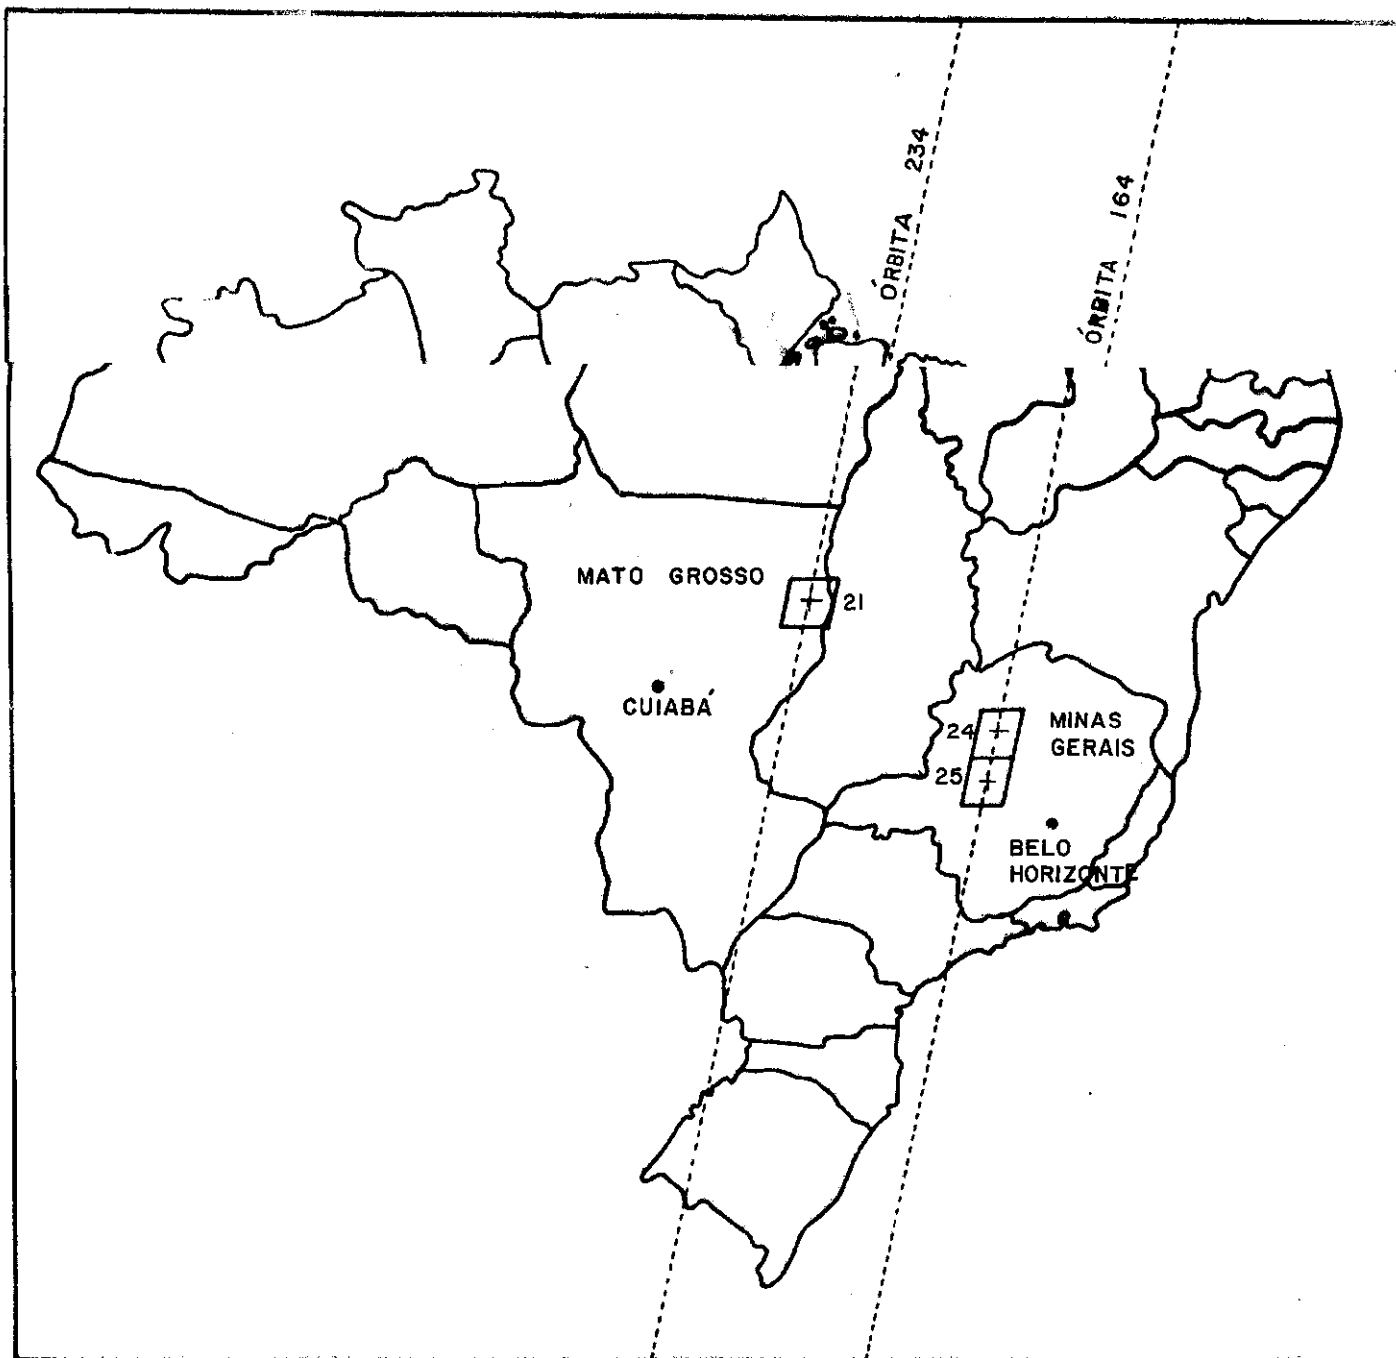 ÓRBITA 234
ÓRBITA 164
MATO GROSSO
21
CUIABÁ
24
MINAS
GERAIS
25
BELO
HORIZONTE